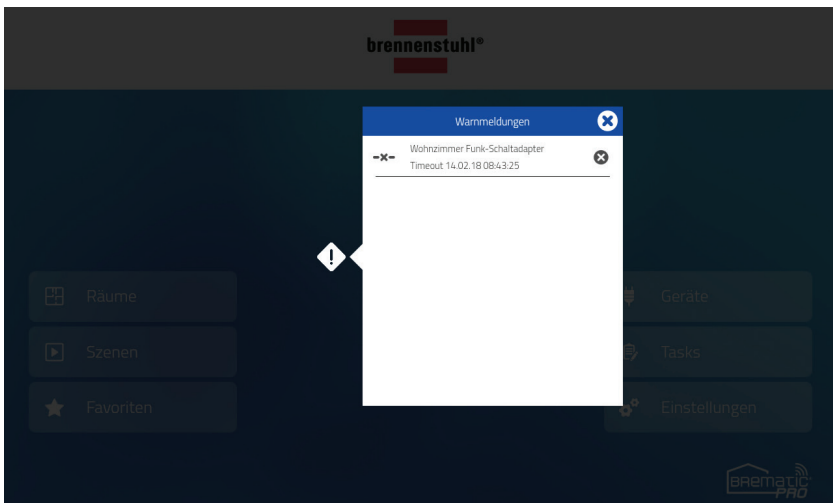 brennenstuhl®
Warnmeldungen
Wohnzimmer Funk-Schaltadapter
Timeout 14.02.18 08:43:25
Räume
Szenen
Favoriten
Geräte
Tasks
Einstellungen
BREMATIC
PRO